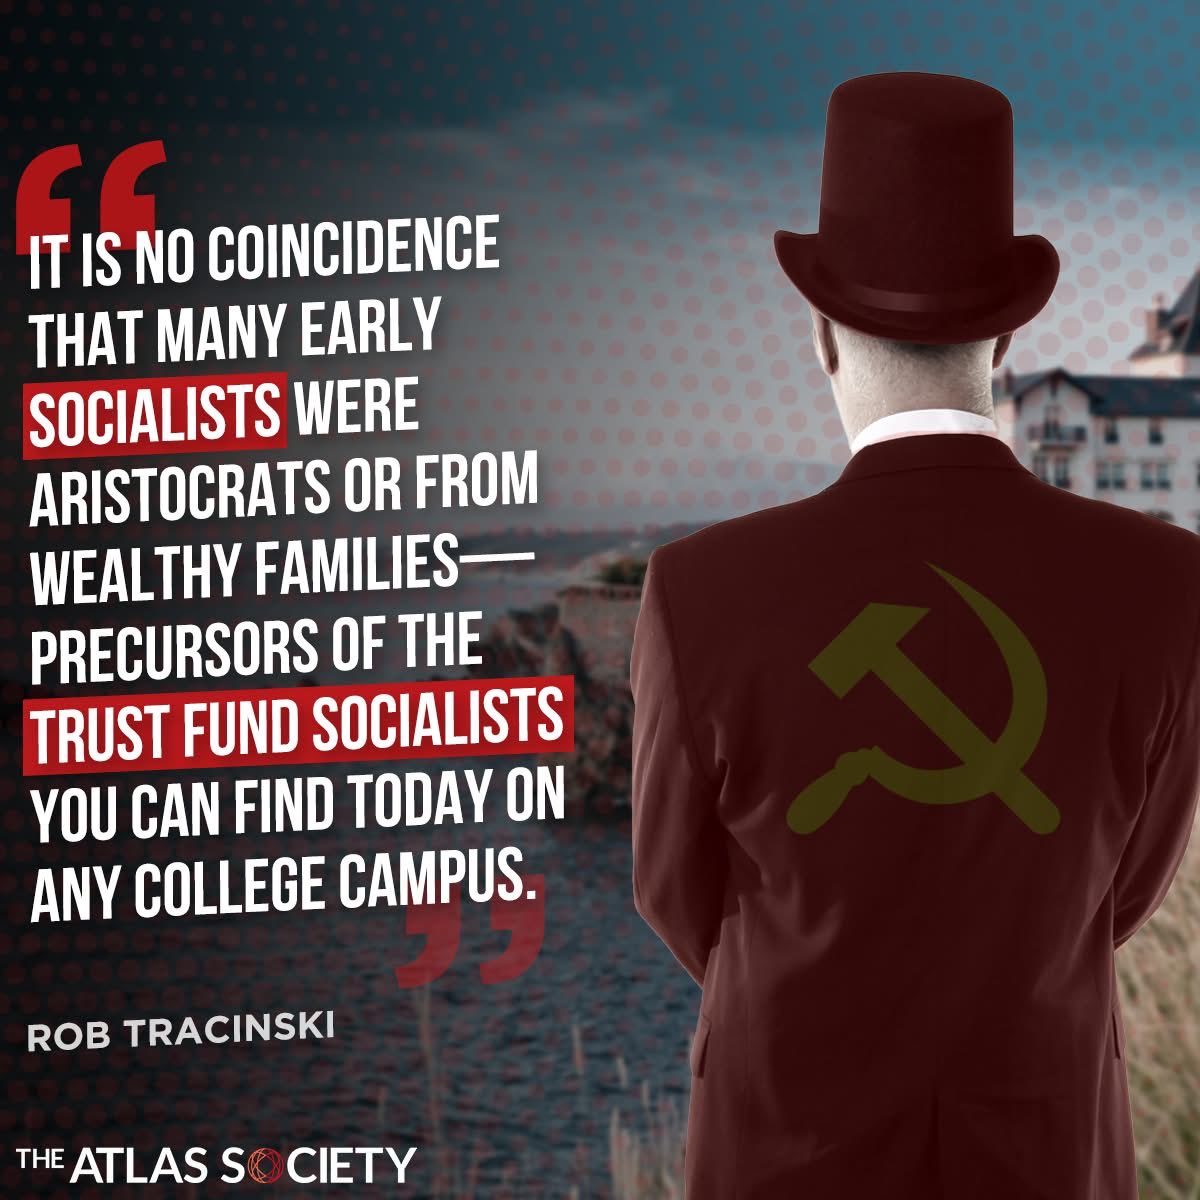 “IT IS NO COINCIDENCE
THAT MANY EARLY
SOCIALISTS WERE
ARISTOCRATS OR FROM
WEALTHY FAMILIES—
PRECURSORS OF THE
TRUST FUND SOCIALISTS
YOU CAN FIND TODAY ON
ANY COLLEGE CAMPUS.”
ROB TRACINSKI
THE ATLAS SOCIETY